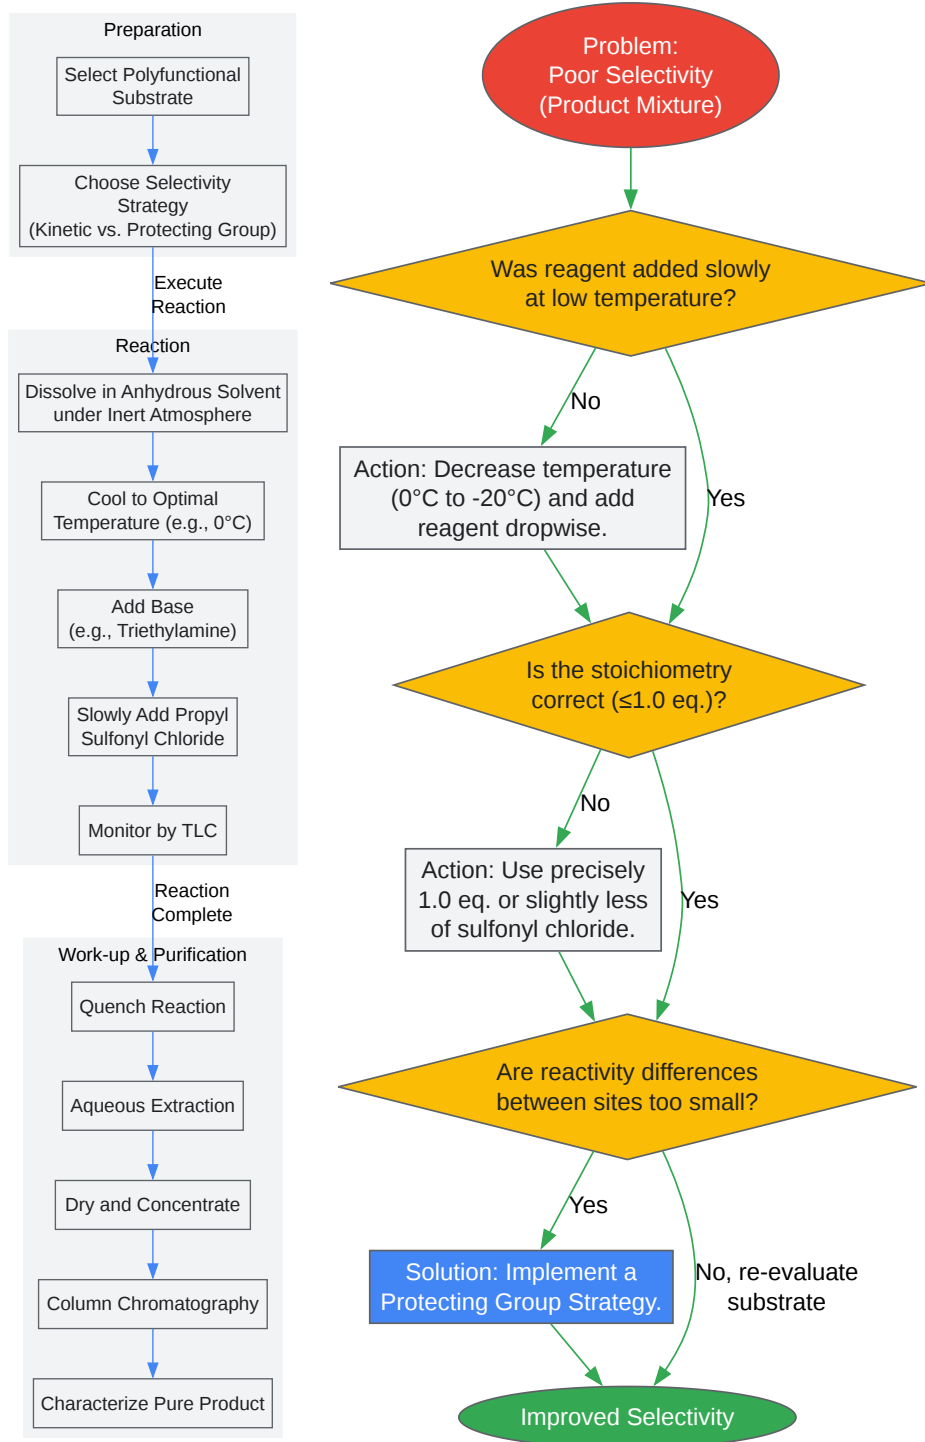 Preparation
Select Polyfunctional
Substrate
Choose Selectivity
Strategy
(Kinetic vs. Protecting Group)
Execute
Reaction
Reaction
Dissolve in Anhydrous Solvent
under Inert Atmosphere
Cool to Optimal
Temperature (e.g., 0°C)
Add Base
(e.g., Triethylamine)
Slowly Add Propyl
Sulfonyl Chloride
Monitor by TLC
Reaction
Complete
Work-up & Purification
Quench Reaction
Aqueous Extraction
Dry and Concentrate
Column Chromatography
Characterize Pure Product
Problem:
Poor Selectivity
(Product Mixture)
Was reagent added slowly
at low temperature?
No
Yes
Action: Decrease temperature
(0°C to -20°C) and add
reagent dropwise.
Is the stoichiometry
correct (≤1.0 eq.)?
No
Yes
Action: Use precisely
1.0 eq. or slightly less
of sulfonyl chloride.
Are reactivity differences
between sites too small?
Yes
No, re-evaluate
substrate
Solution: Implement a
Protecting Group Strategy.
Improved Selectivity